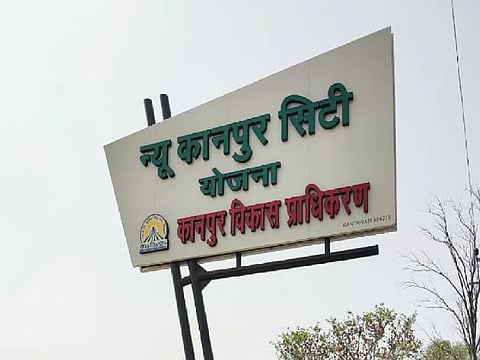 न्यू कानपुर सिटी
योजना
कानपुर विकास प्राधिकरण